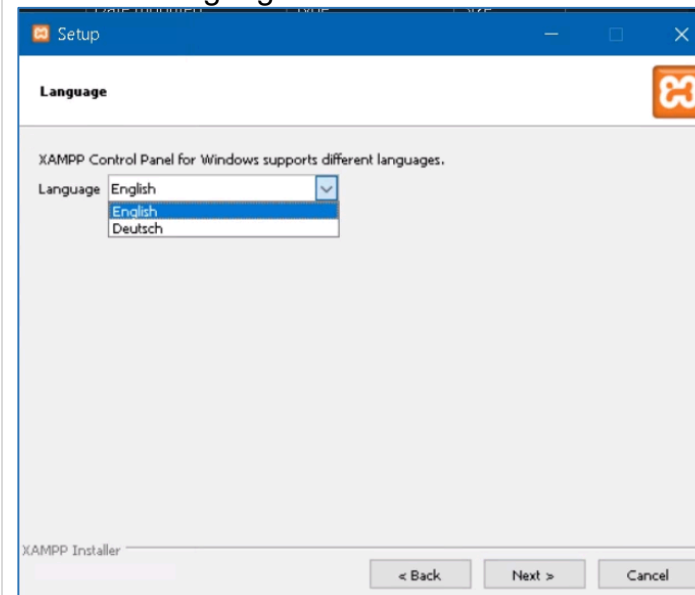 Setup
Language
XAMPP Control Panel for Windows supports different languages.
Language English
English
Deutsch
XAMPP Installer
< Back Next > Cancel